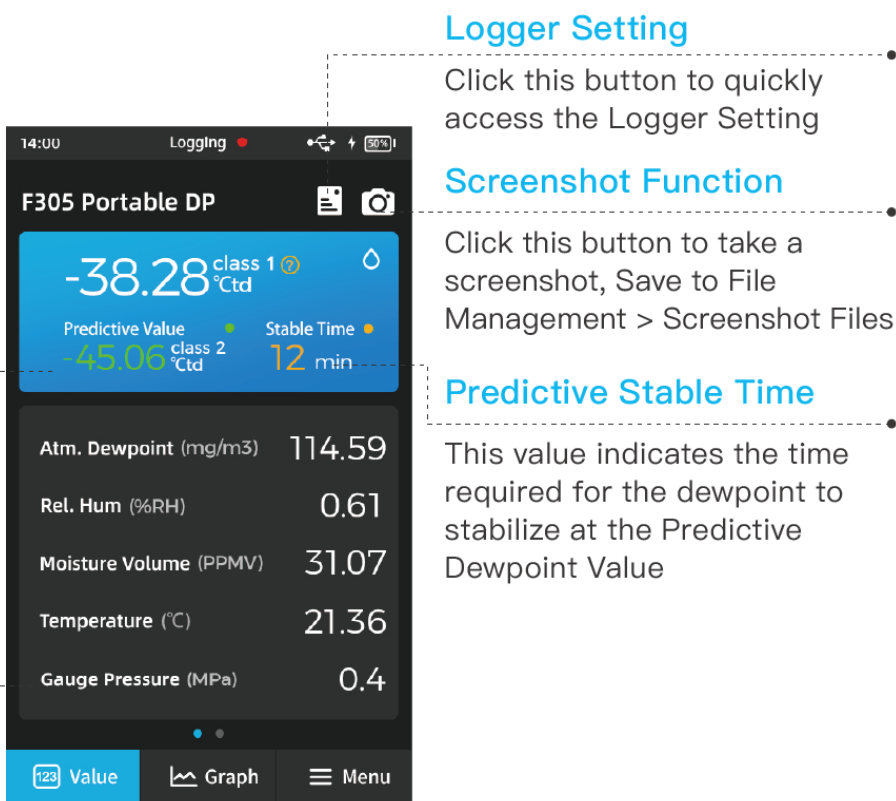 Logger Setting
Click this button to quickly
access the Logger Setting
Screenshot Function
Click this button to take a
screenshot, Save to File
Management > Screenshot Files
Predictive Stable Time
This value indicates the time
required for the dewpoint to
stabilize at the Predictive
Dewpoint Value
14:00 Logging 50%
F305 Portable DP
-38.28 class 1 ?
°Ctd
Predictive Value Stable Time
-45.06 class 2 12 min
°Ctd
Atm. Dewpoint (mg/m3) 114.59
Rel. Hum (%RH) 0.61
Moisture Volume (PPMV) 31.07
Temperature (°C) 21.36
Gauge Pressure (MPa) 0.4
123 Value Graph Menu